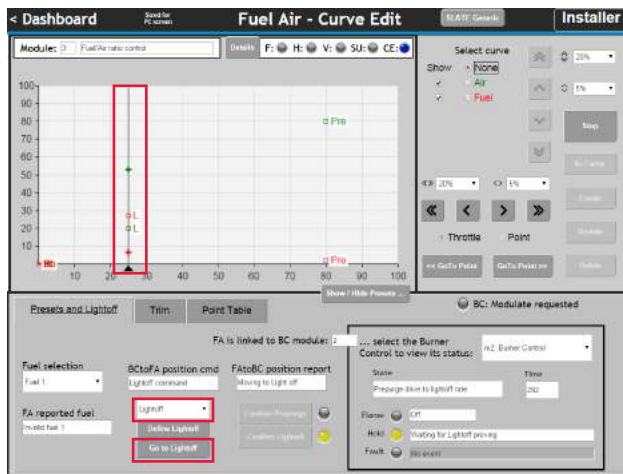 < Dashboard
Sized for
PC screen
Fuel Air - Curve Edit
SLATE Generic
Installer
Module: 3 Fuel/Air ratio control
Details
F: H: V: SU: CE:
Select curve
Show
None
Air
Fuel
20%
5%
Stop
100
90
80
70
60
50
40
30
20
10
Pre
L
L
Pre
10 20 30 40 50 60 70 80 90 100
20%
5%
Throttle
Point
<< GoTo Point
GoTo Point >>
Delete
Show / Hide Presets ...
Presets and Lightoff
Trim
Point Table
BC: Modulate requested
FA is linked to BC module: 2
... select the Burner
Control to view its status:
m2, Burner Control
Fuel selection
Fuel 1
BCtoFA position cmd
Lightoff command
FAtoBC position report
Moving to Light off
State
Prepurge drive to lightoff rate
Time
292
FA reported fuel
Invalid fuel 1
Lightoff
Define Lightoff
Go to Lightoff
Confirm Prepurge
Confirm Lightoff
Flame
Off
Hold
Waiting for Lightoff proving
Fault
No event